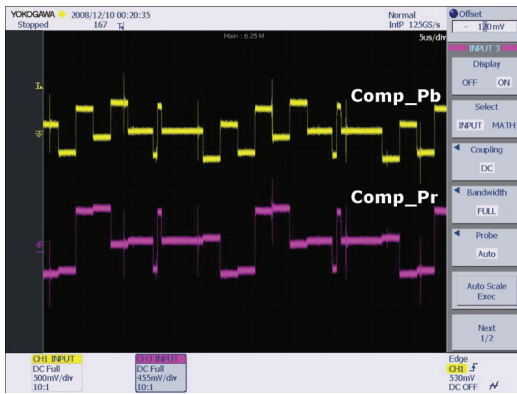 YOKOGAWA 2008/12/10 00:20:35
Stopped 167
Normal
IntP 125GS/s
Main : 6.25 M
5us/div
Comp_Pb
Comp_Pr
Offset
- 120mV
INPUT 3
Display
OFF ON
Select
INPUT MATH
Coupling
DC
Bandwidth
FULL
Probe
Auto
Auto Scale
Exec
Next
1/2
CH1 INPUT
DC Full
500mV/div
10:1
CH3 INPUT
DC Full
455mV/div
10:1
Edge
CH1
530mV
DC OFF